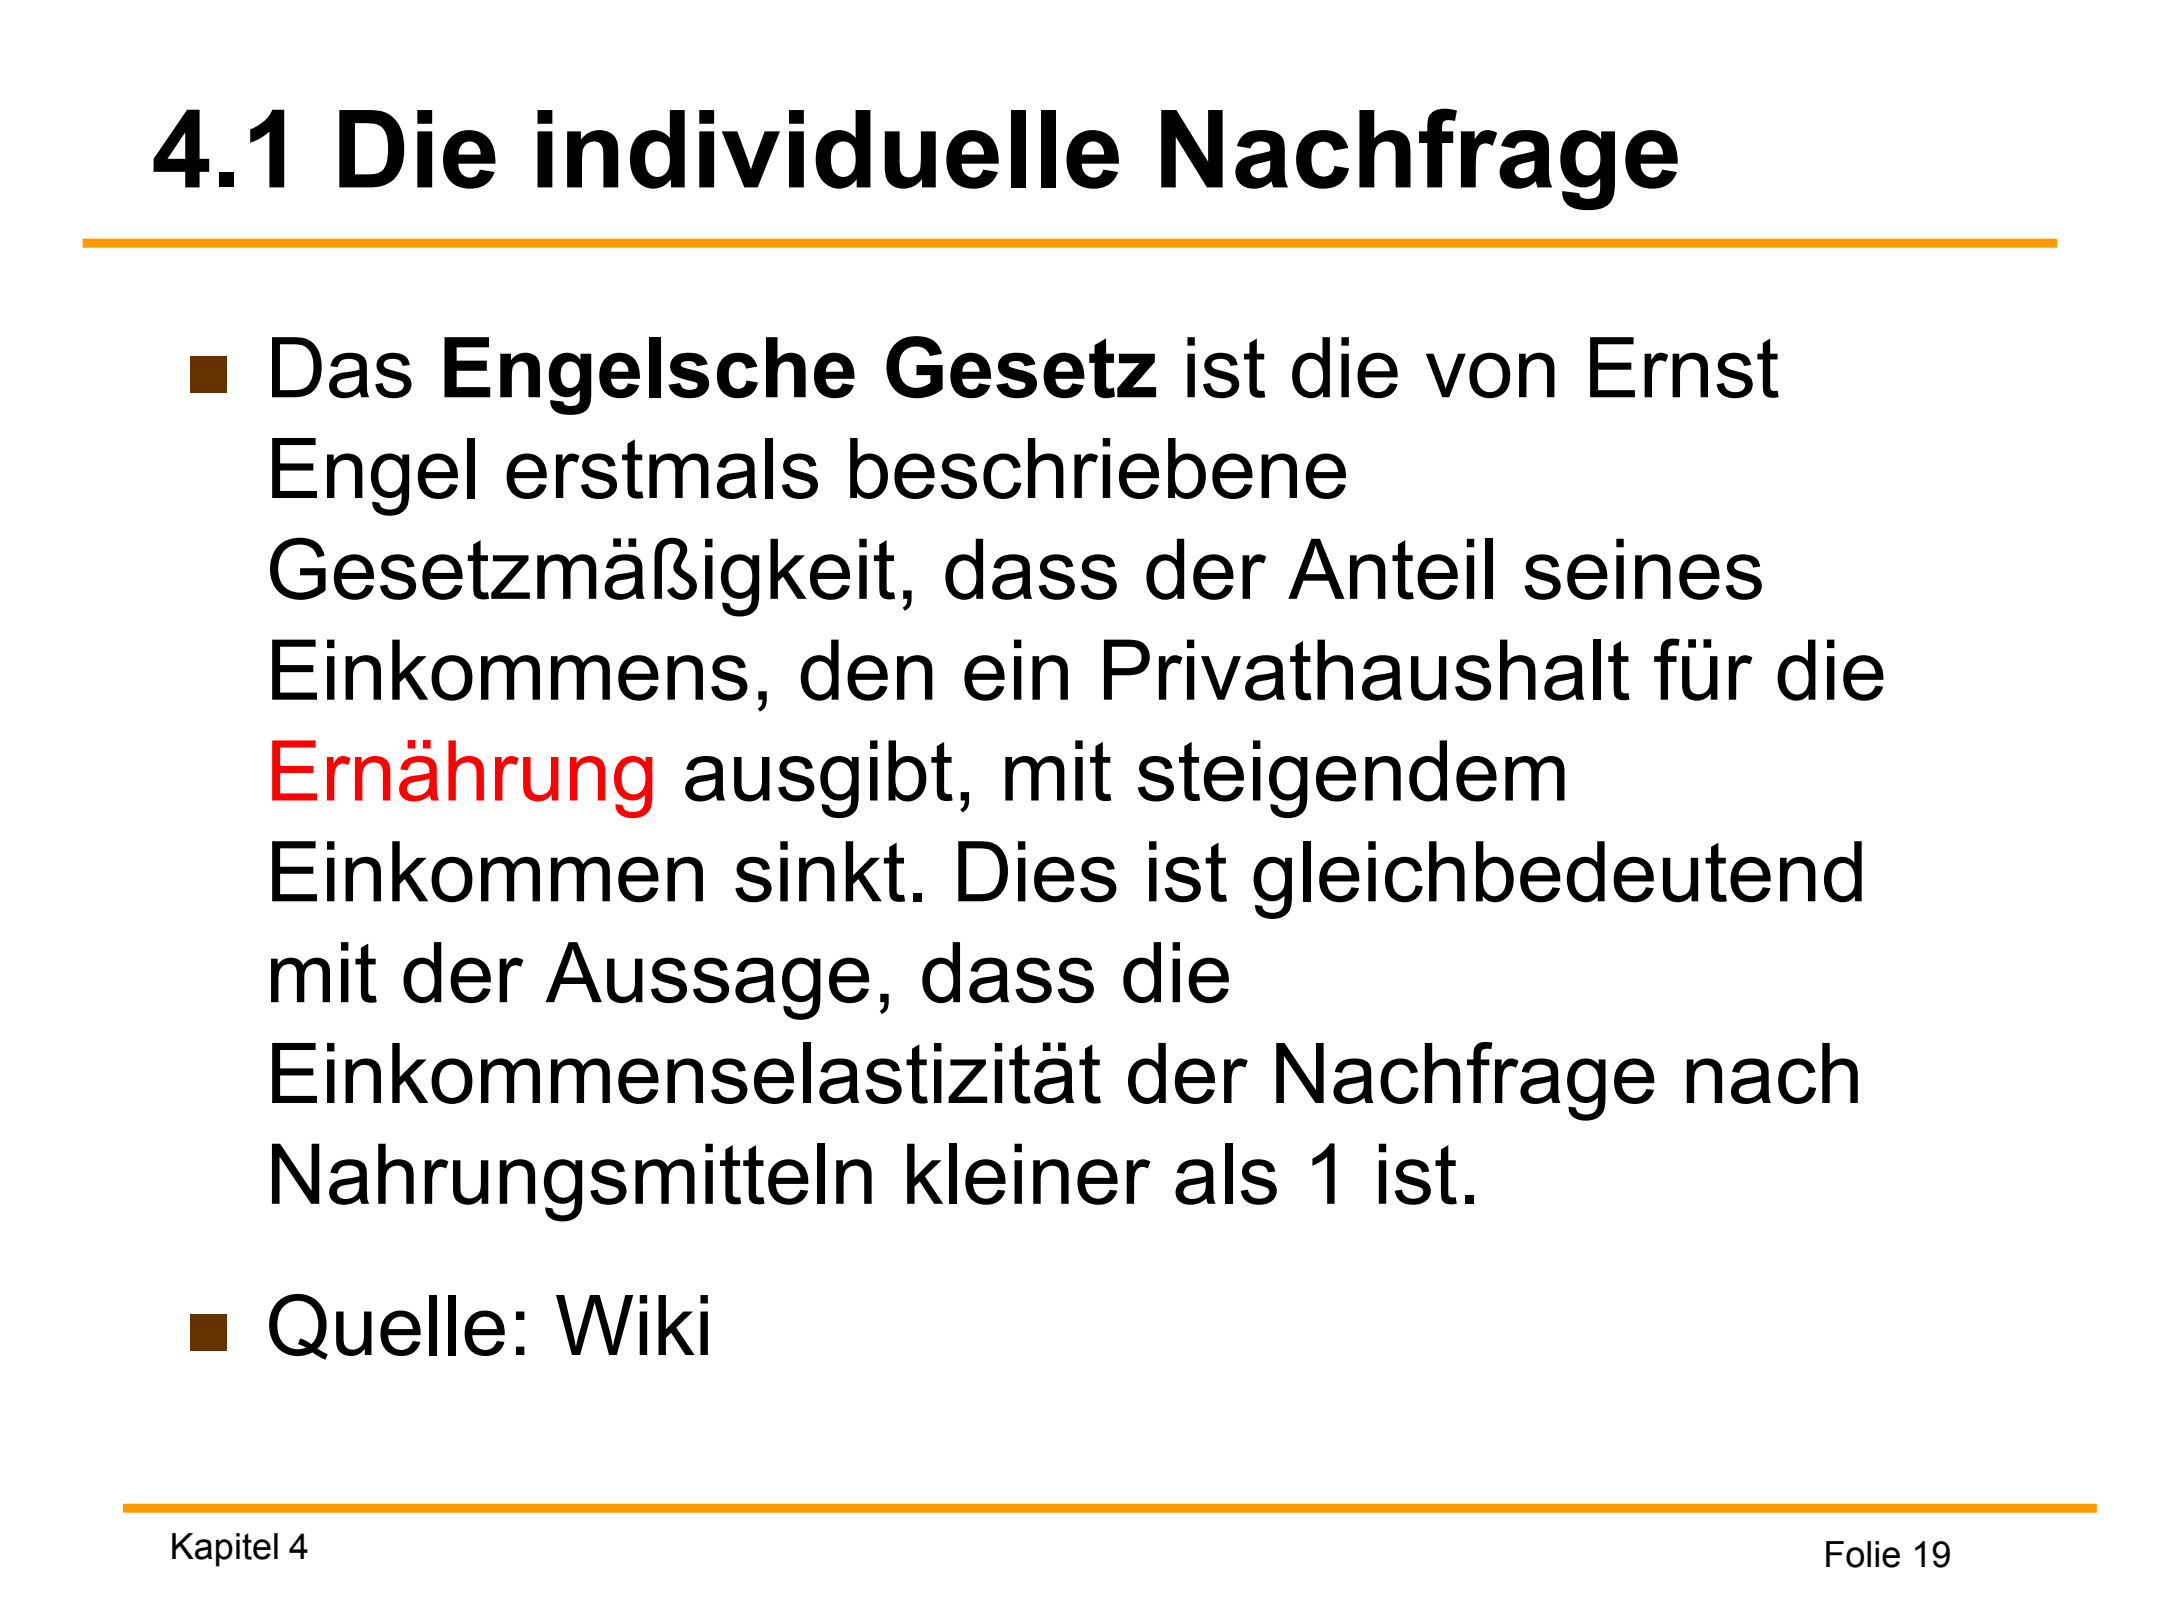 4.1 Die individuelle Nachfrage
Das Engelsche Gesetz ist die von Ernst
Engel erstmals beschriebene
Gesetzmäßigkeit, dass der Anteil seines
Einkommens, den ein Privathaushalt für die
Ernährung ausgibt, mit steigendem
Einkommen sinkt. Dies ist gleichbedeutend
mit der Aussage, dass die
Einkommenselastizität der Nachfrage nach
Nahrungsmitteln kleiner als 1 ist.
Quelle: Wiki
Kapitel 4
Folie 19